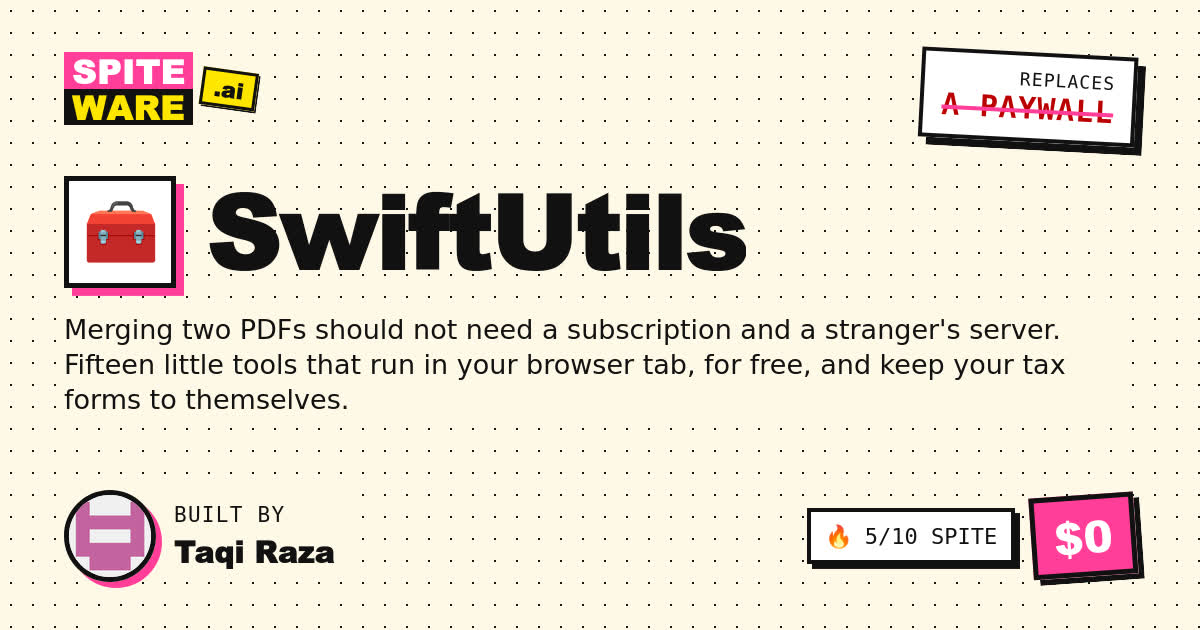 SPITE
WARE
.ai
REPLACES
A PAYWALL
SwiftUtils
Merging two PDFs should not need a subscription and a stranger's server.
Fifteen little tools that run in your browser tab, for free, and keep your tax
forms to themselves.
BUILT BY
Taqi Raza
🔥 5/10 SPITE
$0